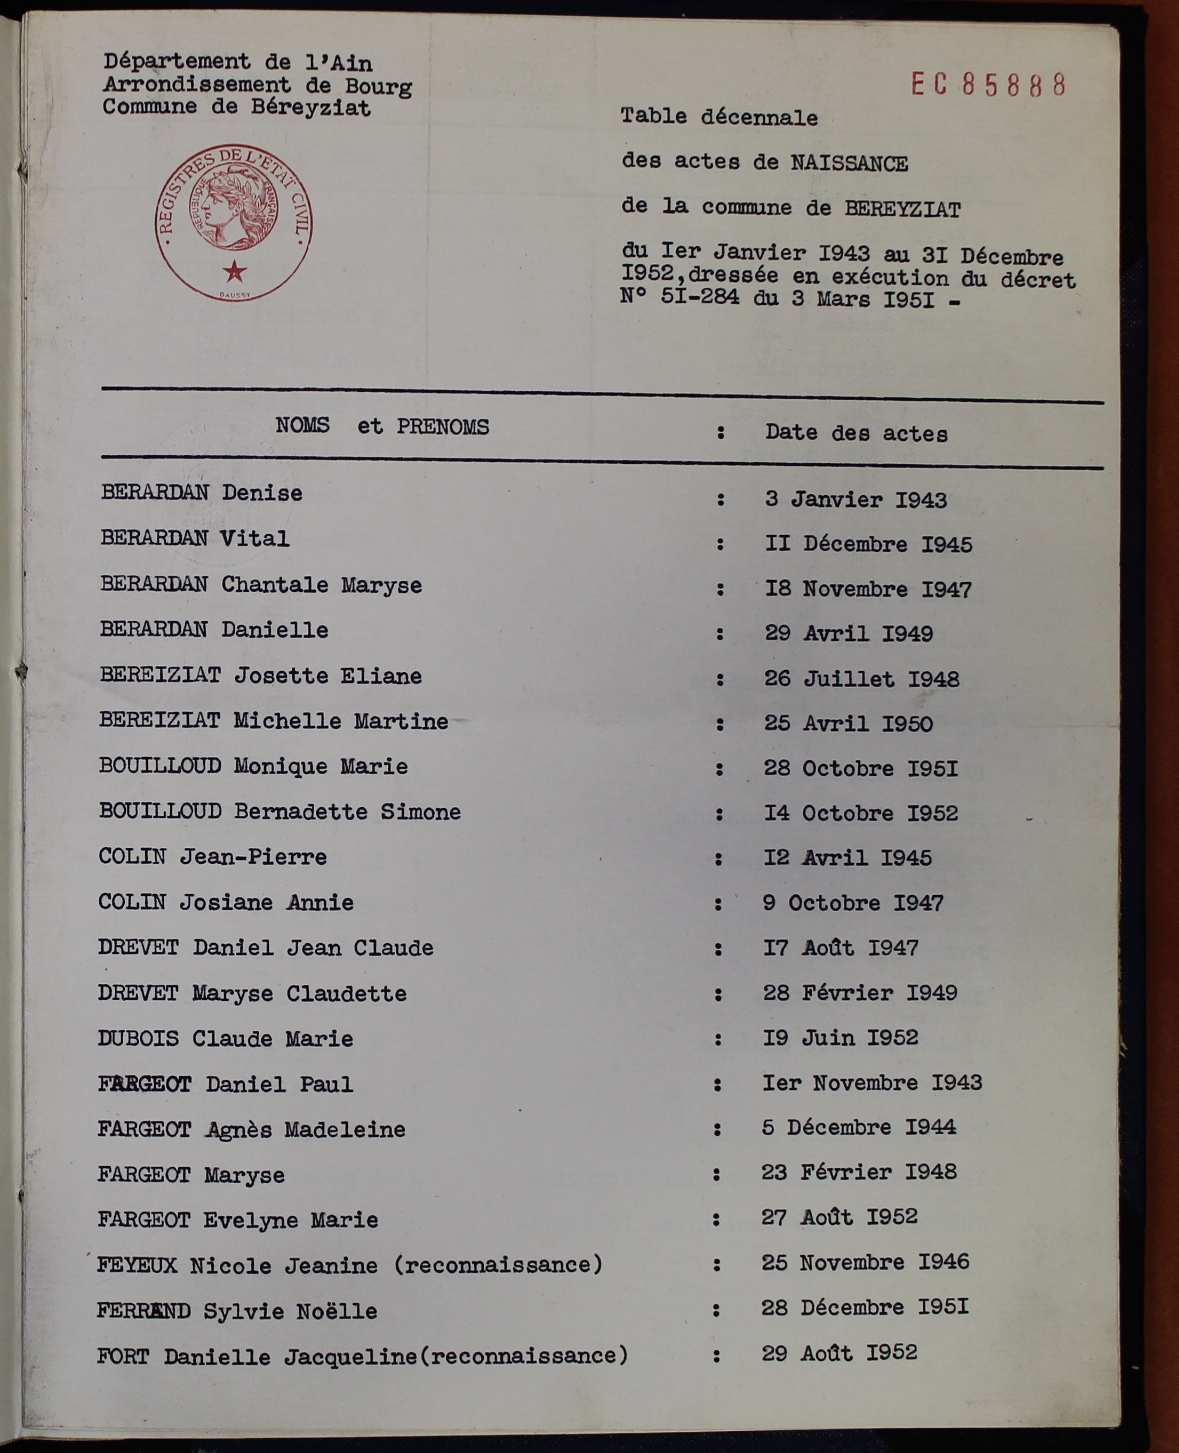 Département de l'Ain
Arrondissement de Bourg
Commune de Béreyziat
EC 85888
REGISTRES DE L'ETAT CIVIL
REPUBLIQUE FRANÇAISE
DAUSSY
Table décennale
des actes de NAISSANCE
de la commune de BEREYZIAT
du Ier Janvier I943 au 3I Décembre
I952,dressée en exécution du décret
N° 5I-284 du 3 Mars I95I -
NOMS et PRENOMS : Date des actes
BERARDAN Denise : 3 Janvier I943
BERARDAN Vital : II Décembre I945
BERARDAN Chantale Maryse : I8 Novembre I947
BERARDAN Danielle : 29 Avril I949
BEREIZIAT Josette Eliane : 26 Juillet I948
BEREIZIAT Michelle Martine : 25 Avril I950
BOUILLOUD Monique Marie : 28 Octobre I95I
BOUILLOUD Bernadette Simone : I4 Octobre I952
COLIN Jean-Pierre : I2 Avril I945
COLIN Josiane Annie : 9 Octobre I947
DREVET Daniel Jean Claude : I7 Août I947
DREVET Maryse Claudette : 28 Février I949
DUBOIS Claude Marie : I9 Juin I952
FARGEOT Daniel Paul : Ier Novembre I943
FARGEOT Agnès Madeleine : 5 Décembre I944
FARGEOT Maryse : 23 Février I948
FARGEOT Evelyne Marie : 27 Août I952
FEYEUX Nicole Jeanine (reconnaissance) : 25 Novembre I946
FERRAND Sylvie Noëlle : 28 Décembre I95I
FORT Danielle Jacqueline(reconnaissance) : 29 Août I952